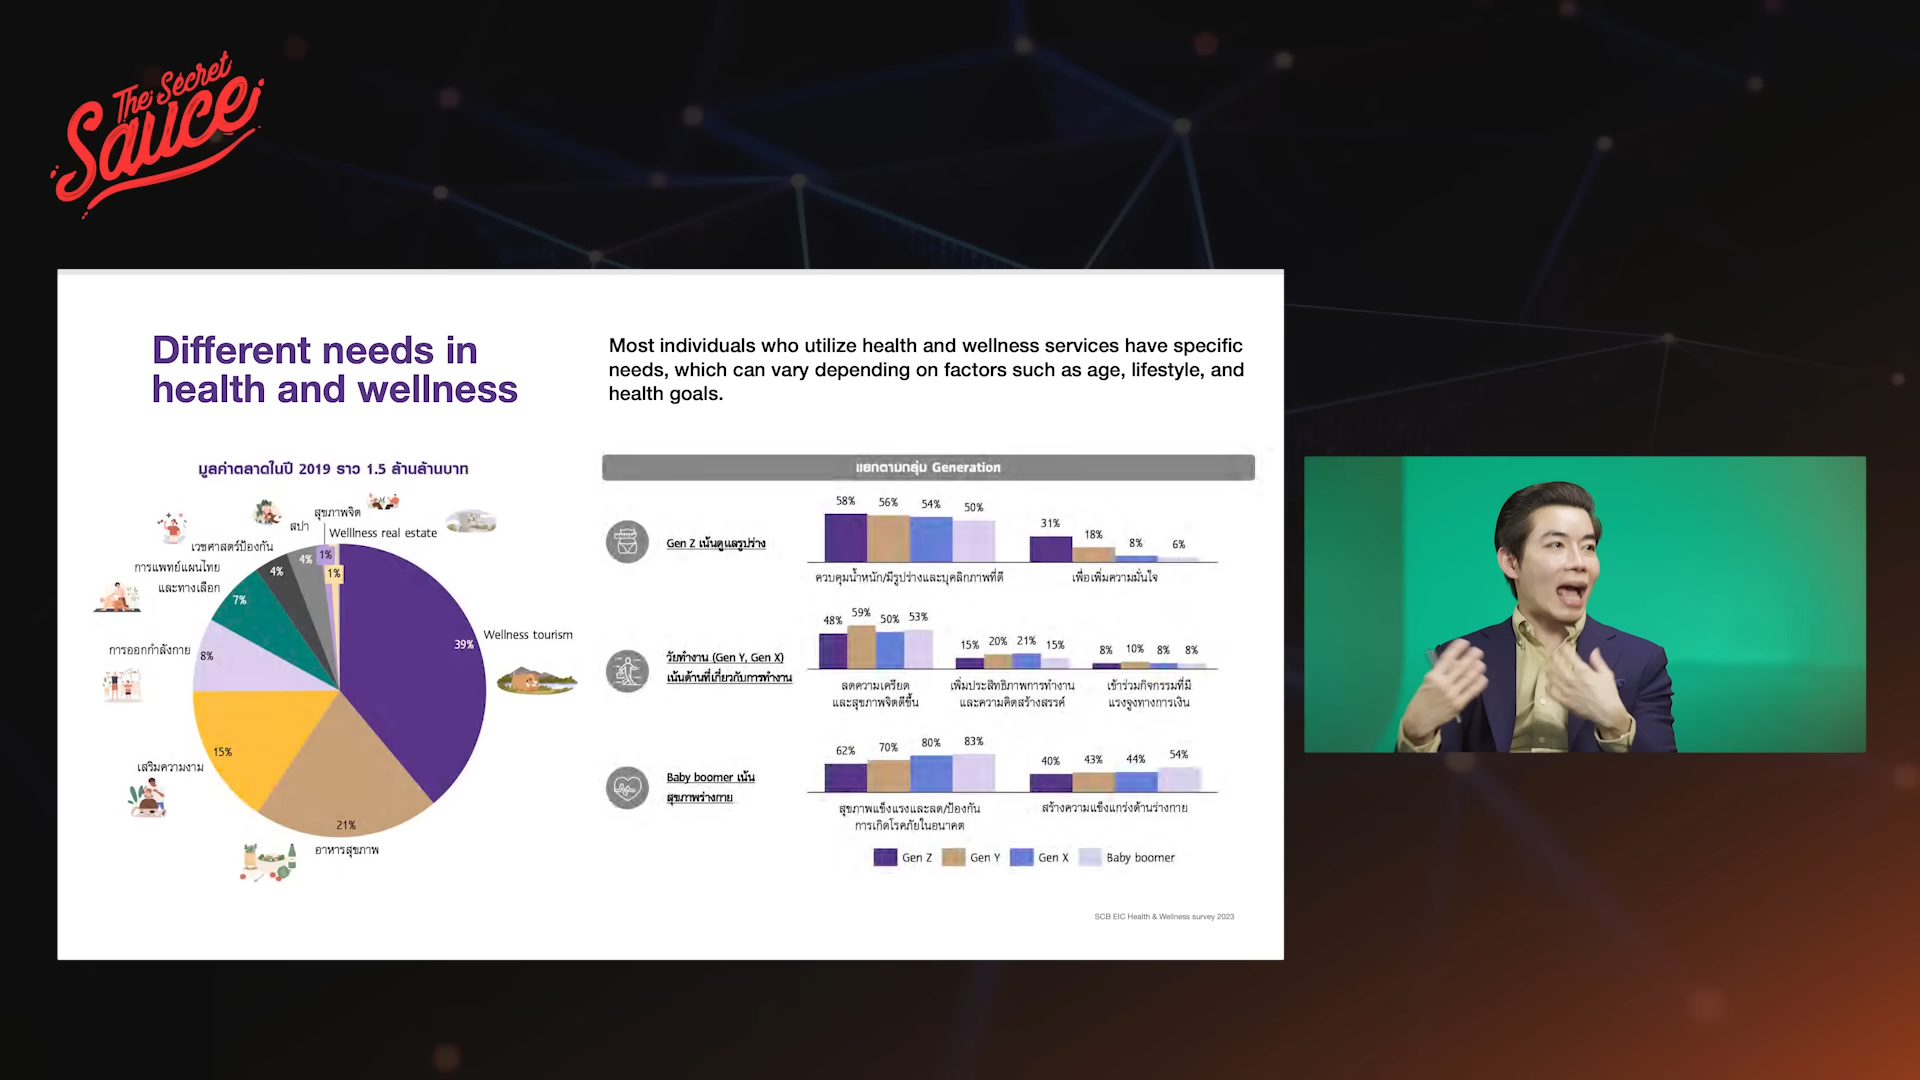 The Secret
Sauce
Different needs in
health and wellness
Most individuals who utilize health and wellness services have specific
needs, which can vary depending on factors such as age, lifestyle, and
health goals.
มูลค่าตลาดในปี 2019 ราว 1.5 ล้านล้านบาท
สุขภาพจิต
สปา
Welllness real estate
เวชศาสตร์ป้องกัน
การแพทย์แผนไทย
และทางเลือก
การออกกำลังกาย
เสริมความงาม
อาหารสุขภาพ
Wellness tourism
39%
21%
15%
8%
7%
4%
4%
1%
1%
แยกตามกลุ่ม Generation
Gen Z เน้นดูแลรูปร่าง
58% 56% 54% 50%
ควบคุมน้ำหนัก/มีรูปร่างและบุคลิกภาพที่ดี
31% 18% 8% 6%
เพื่อเพิ่มความมั่นใจ
วัยทำงาน (Gen Y, Gen X)
เน้นด้านที่เกี่ยวกับการทำงาน
48% 59% 50% 53%
ลดความเครียด
และสุขภาพจิตดีขึ้น
15% 20% 21% 15%
เพิ่มประสิทธิภาพการทำงาน
และความคิดสร้างสรรค์
8% 10% 8% 8%
เข้าร่วมกิจกรรมที่มี
แรงจูงทางการเงิน
Baby boomer เน้น
สุขภาพร่างกาย
62% 70% 80% 83%
สุขภาพแข็งแรงและลด/ป้องกัน
การเกิดโรคภัยในอนาคต
40% 43% 44% 54%
สร้างความแข็งแกร่งด้านร่างกาย
Gen Z Gen Y Gen X Baby boomer
SCB EIC Health & Wellness survey 2023